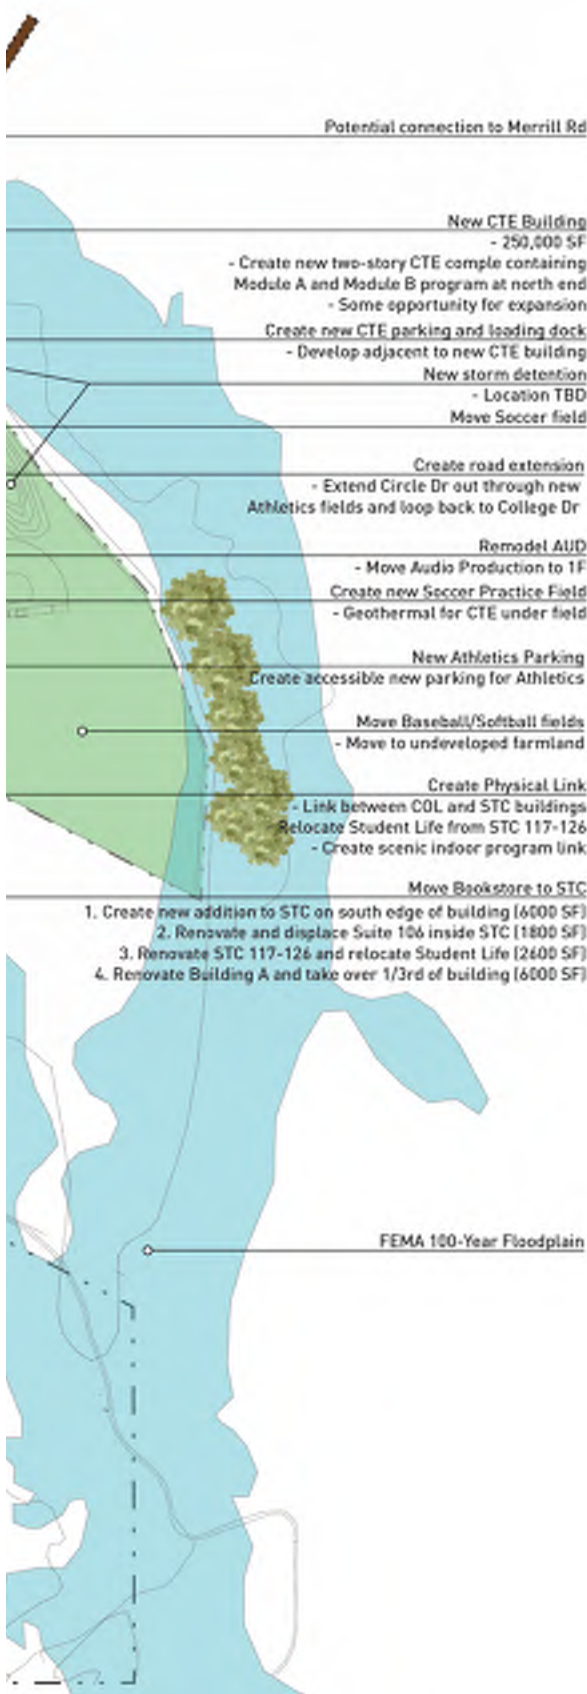 Potential connection to Merrill Rd
New CTE Building
- 250,000 SF
- Create new two-story CTE comple containing
Module A and Module B program at north end
- Some opportunity for expansion
Create new CTE parking and loading dock
- Develop adjacent to new CTE building
New storm detention
- Location TBD
Move Soccer field
Create road extension
- Extend Circle Dr out through new
Athletics fields and loop back to College Dr
Remodel AUD
- Move Audio Production to 1F
Create new Soccer Practice Field
- Geothermal for CTE under field
New Athletics Parking
Create accessible new parking for Athletics
Move Baseball/Softball fields
- Move to undeveloped farmland
Create Physical Link
- Link between COL and STC buildings
Relocate Student Life from STC 117-126
- Create scenic indoor program link
Move Bookstore to STC
1. Create new addition to STC on south edge of building (6000 SF)
2. Renovate and displace Suite 106 inside STC (1800 SF)
3. Renovate STC 117-126 and relocate Student Life (2600 SF)
4. Renovate Building A and take over 1/3rd of building (6000 SF)
FEMA 100-Year Floodplain